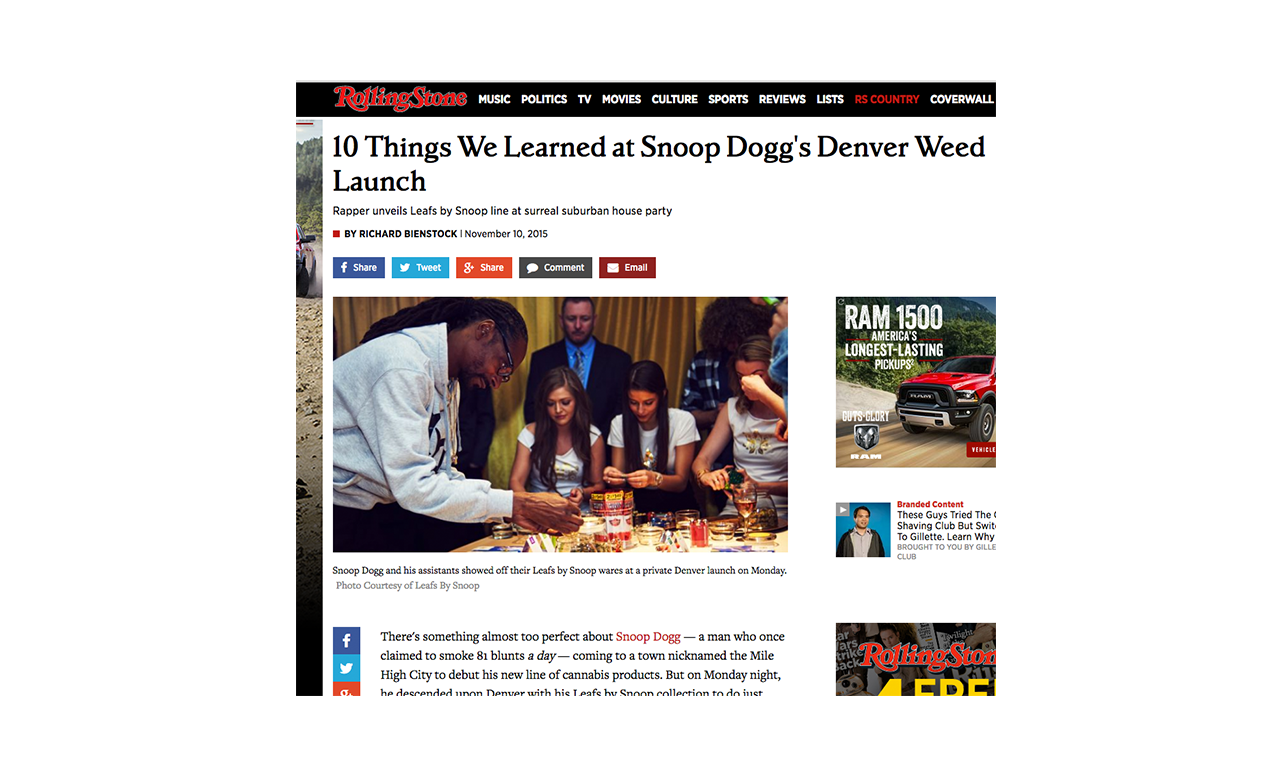 RollingStone MUSIC POLITICS TV MOVIES CULTURE SPORTS REVIEWS LISTS RS COUNTRY COVERWALL
10 Things We Learned at Snoop Dogg's Denver Weed
Launch
Rapper unveils Leafs by Snoop line at surreal suburban house party
BY RICHARD BIENSTOCK | November 10, 2015
Share Tweet Share Comment Email
RAM 1500
AMERICA'S
LONGEST-LASTING
PICKUPS
GUTS GLORY
RAM
VEHICLE
Snoop Dogg and his assistants showed off their Leafs by Snoop wares at a private Denver launch on Monday.
Photo Courtesy of Leafs By Snoop
Branded Content
These Guys Tried The
Shaving Club But Swit
To Gillette. Learn Why
BROUGHT TO YOU BY GILLE
CLUB
There's something almost too perfect about Snoop Dogg — a man who once
claimed to smoke 81 blunts a day — coming to a town nicknamed the Mile
High City to debut his new line of cannabis products. But on Monday night,
he descended upon Denver with his Leafs by Snoop collection to do just
RollingSton
4 FREE